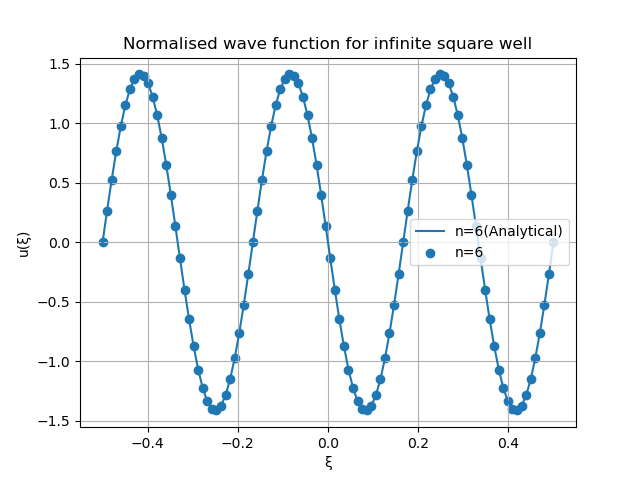 Normalised wave function for infinite square well
1.5
1.0
0.5
0.0
−0.5
−1.0
−1.5
u(ξ)
n=6(Analytical)
n=6
−0.4
−0.2
0.0
0.2
0.4
ξ